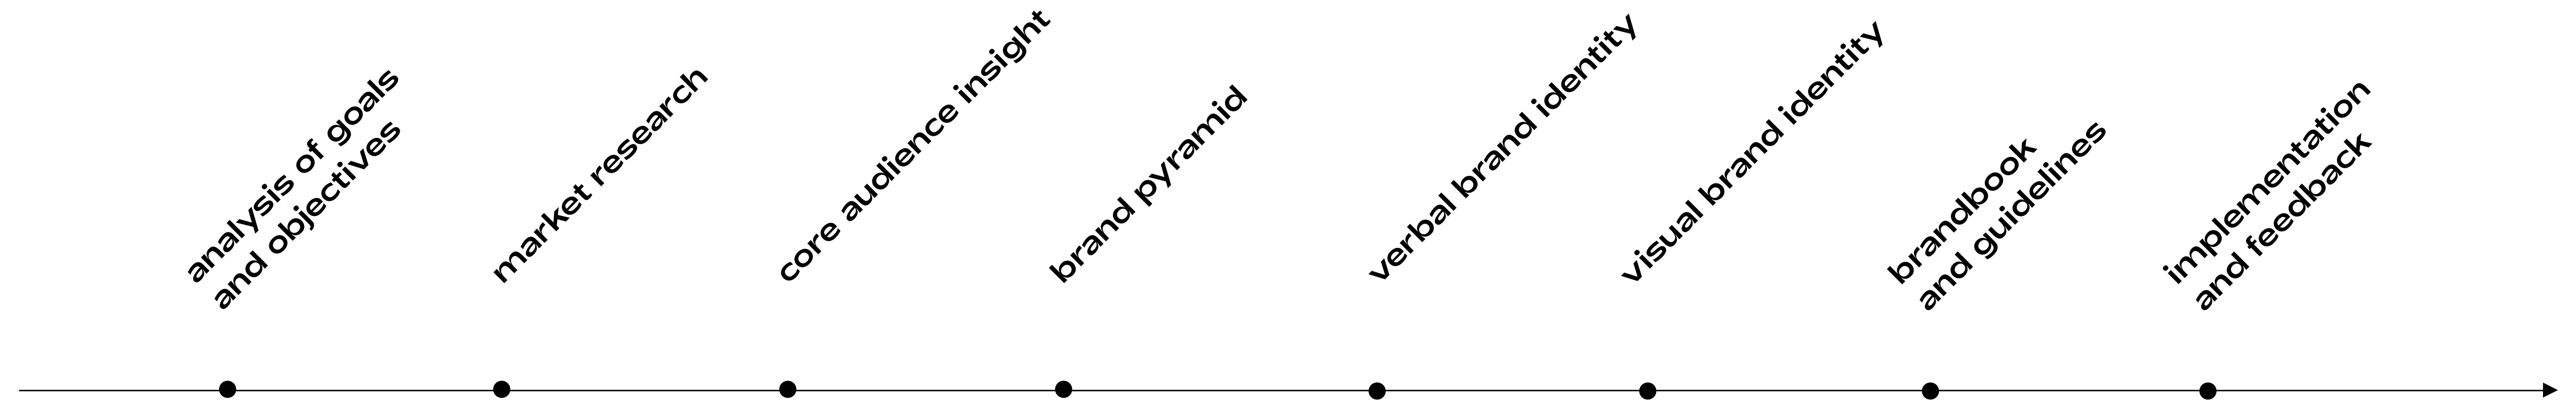 analysis of goals
and objectives
market research
core audience insight
brand pyramid
verbal brand identity
visual brand identity
brandbook
and guidelines
implementation
and feedback